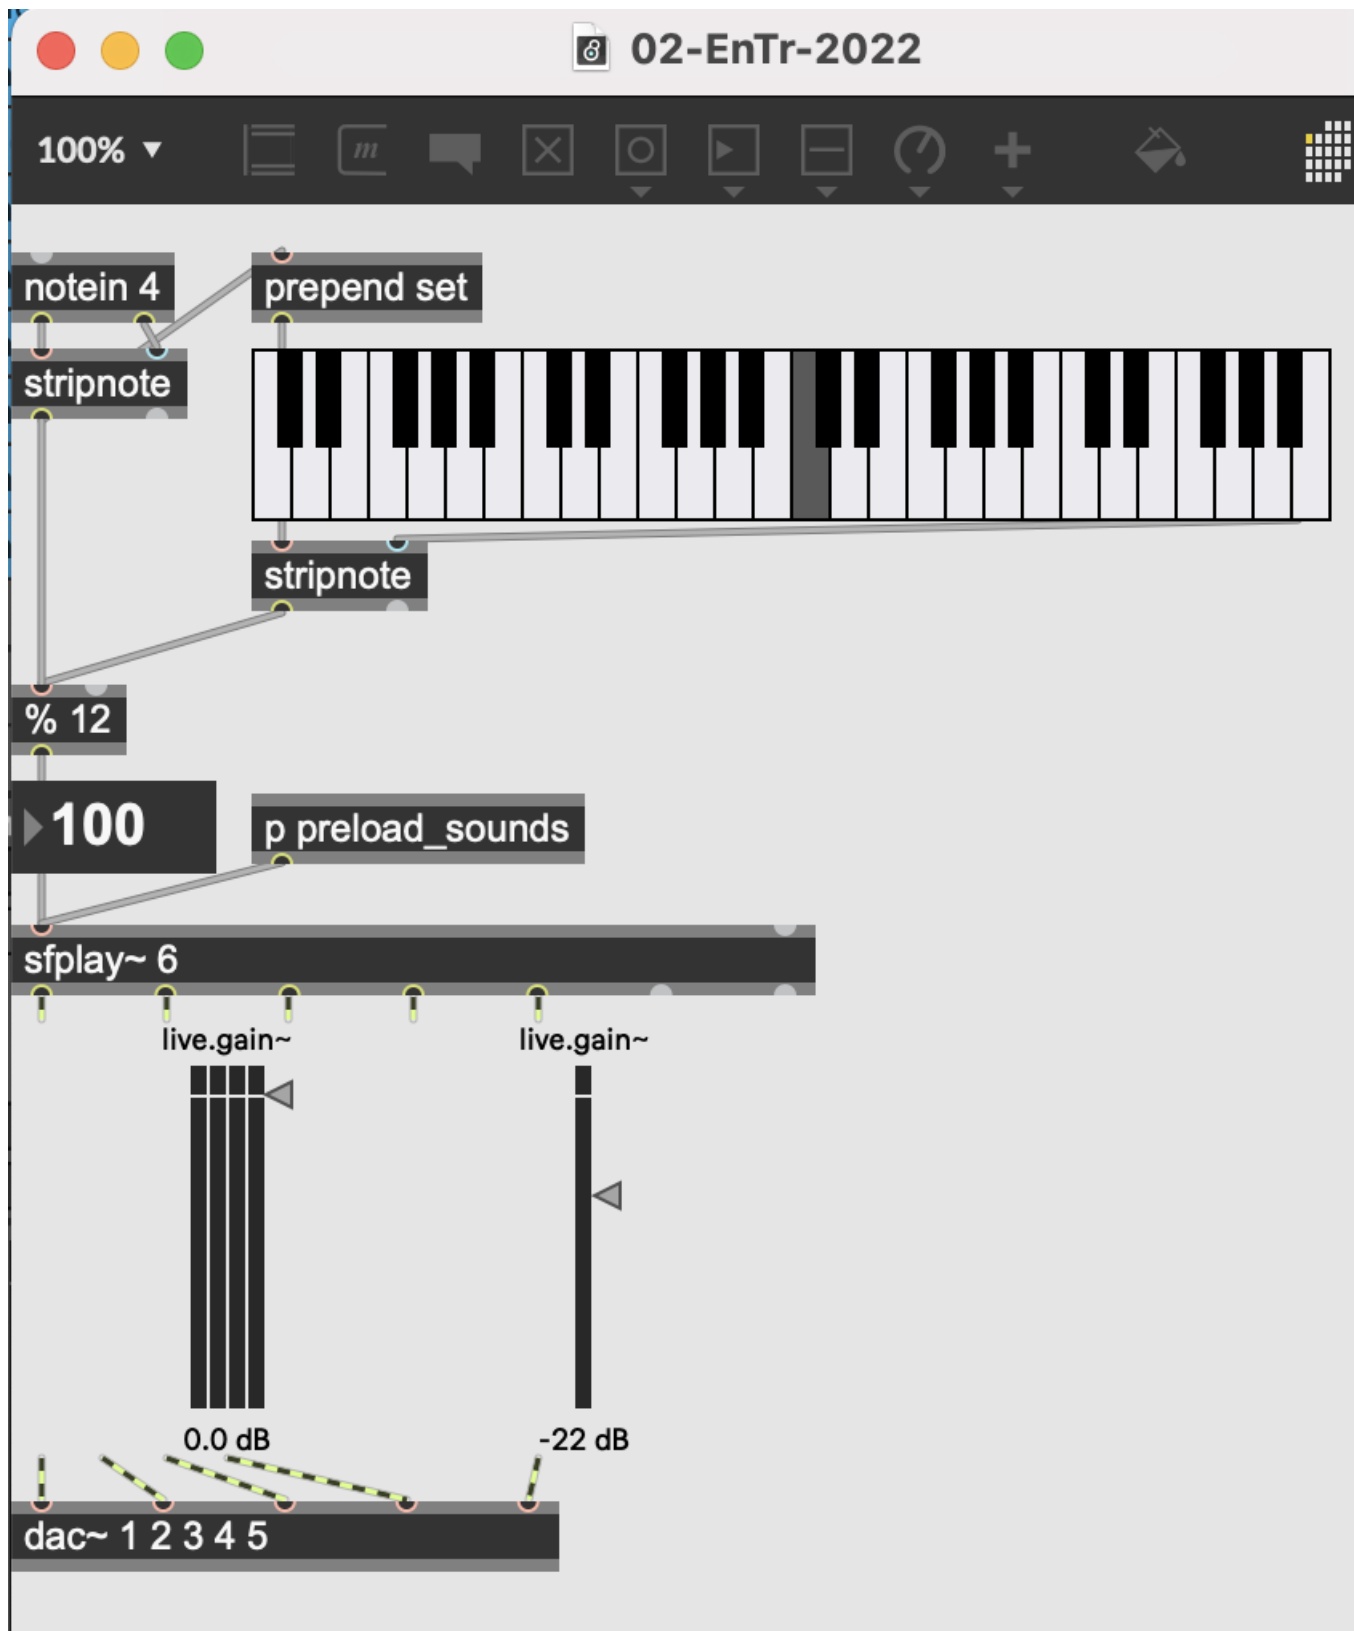 02-EnTr-2022
100%
m
notein 4
prepend set
stripnote
stripnote
% 12
100
p preload_sounds
sfplay~ 6
live.gain~
live.gain~
0.0 dB
-22 dB
dac~ 1 2 3 4 5